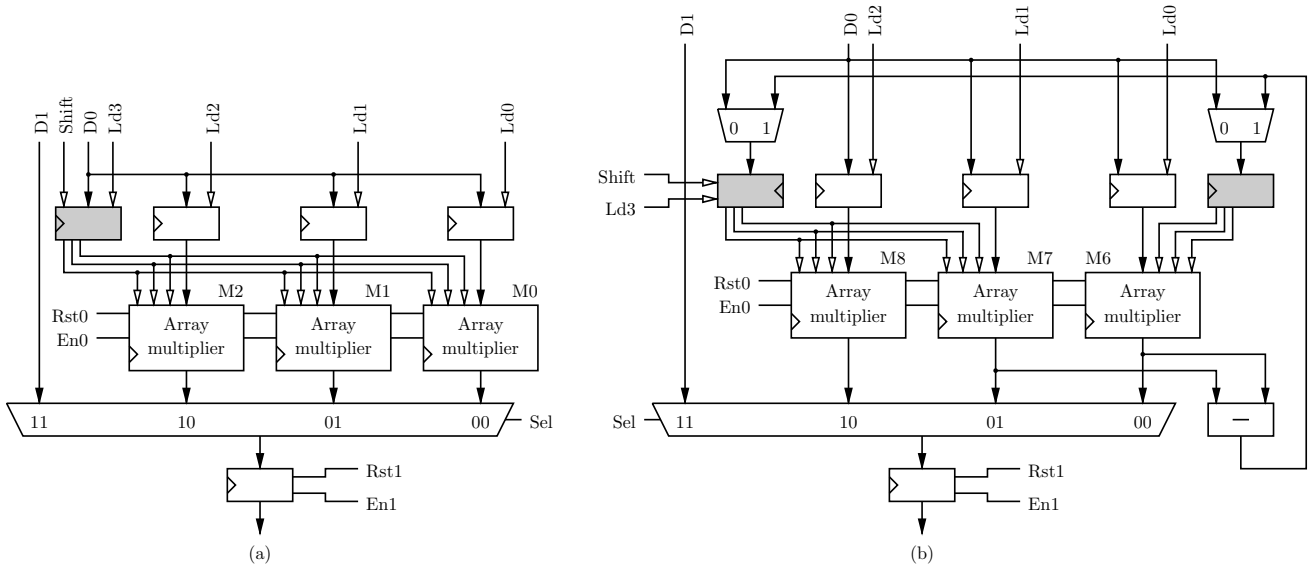 D1
Shift
D0
Ld3
Ld2
Ld1
Ld0
M2
M1
M0
Rst0
En0
Array
multiplier
Array
multiplier
Array
multiplier
11
10
01
00
Sel
Rst1
En1
(a)
D1
D0
Ld2
Ld1
Ld0
0 1
0 1
Shift
Ld3
M8
M7
M6
Rst0
En0
Array
multiplier
Array
multiplier
Array
multiplier
Sel
11
10
01
00
—
Rst1
En1
(b)